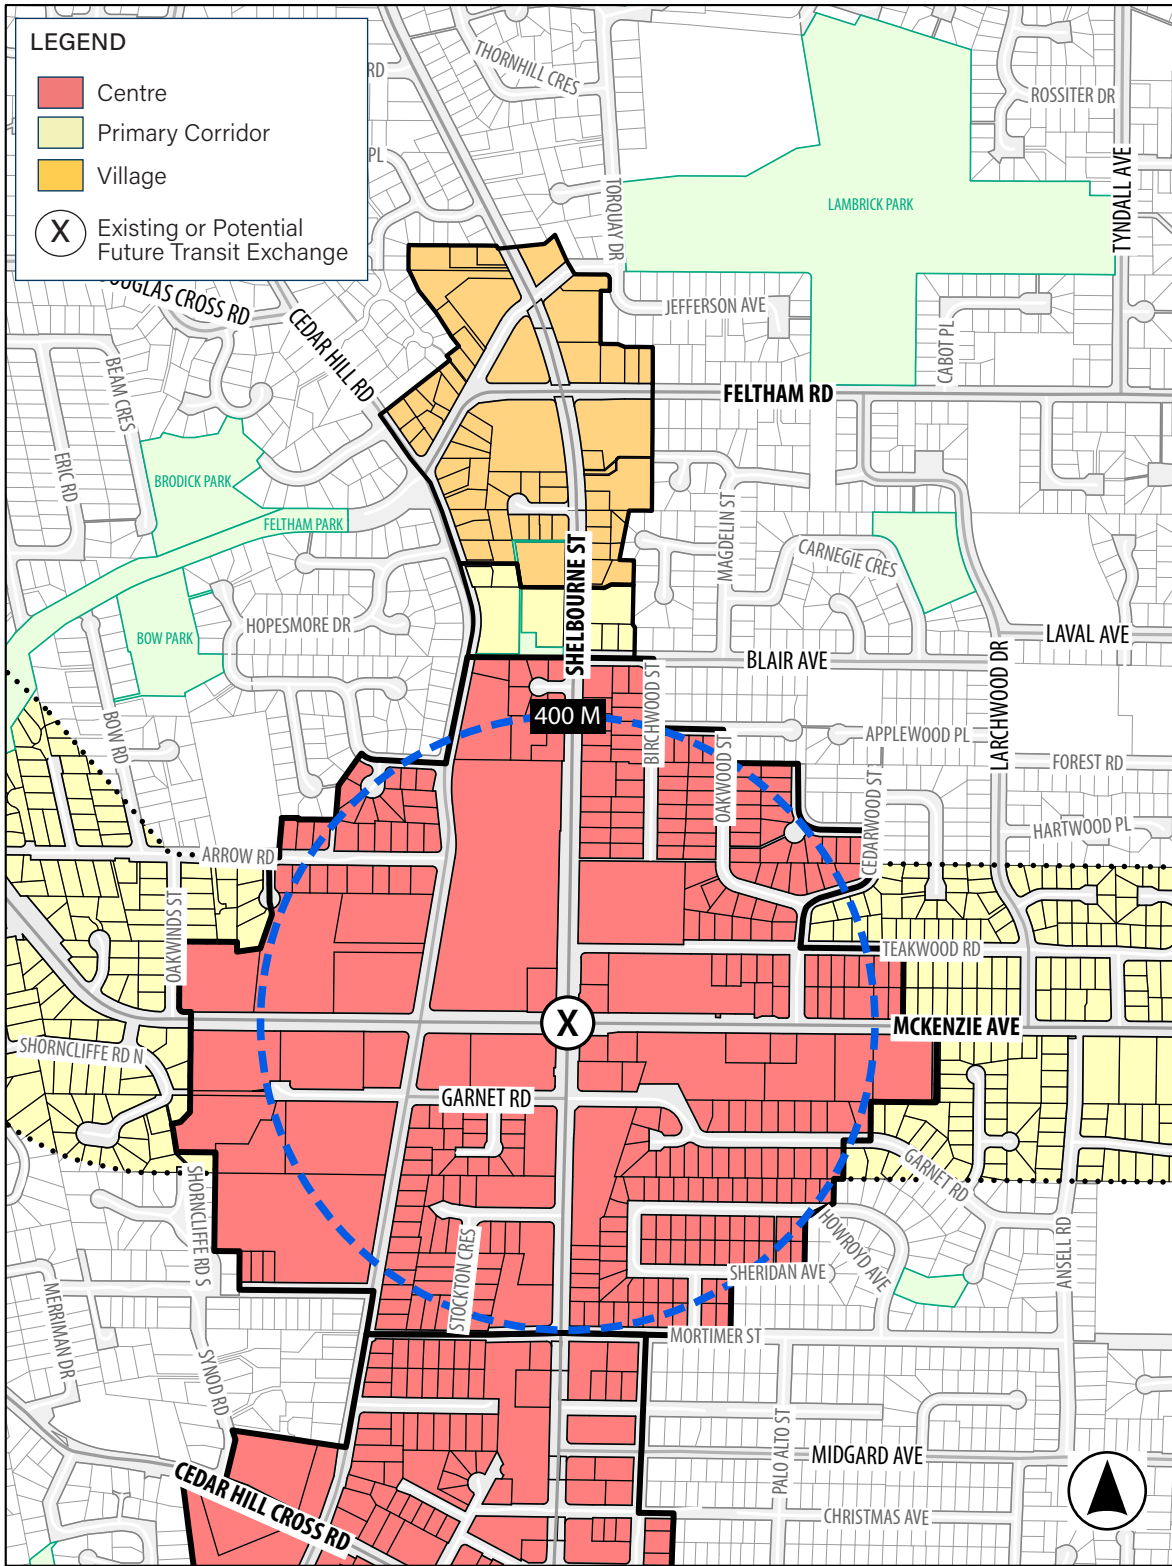 LEGEND
Centre
Primary Corridor
Village
X
Existing or Potential
Future Transit Exchange
RD
PL
THORNHILL CRES
ROSSITER DR
TORQUAY DR
LAMBRICK PARK
TYNDALL AVE
CROSS RD
CEDAR HILL RD
JEFFERSON AVE
CABOT PL
BEAM CRES
FELTHAM RD
ERIC RD
BRODICK PARK
FELTHAM PARK
MAGDELIN ST
CARNEGIE CRES
SHELBOURNE ST
HOPESMORE DR
BOW PARK
LAVAL AVE
BLAIR AVE
LARCHWOOD DR
BOW RD
400 M
BIRCHWOOD ST
OAKWOOD ST
APPLEWOOD PL
FOREST RD
CEDARWOOD ST
HARTWOOD PL
ARROW RD
OAKWINDS ST
TEAKWOOD RD
X
MCKENZIE AVE
SHORNCLIFFE RD N
GARNET RD
SHORNCLIFFE RD S
GARNET RD
HOWROYD AVE
ANSELL RD
STOCKTON CRES
SHERIDAN AVE
MERRIMAN DR
MORTIMER ST
SYNOD RD
PALO ALTO ST
MIDGARD AVE
CEDAR HILL CROSS RD
CHRISTMAS AVE